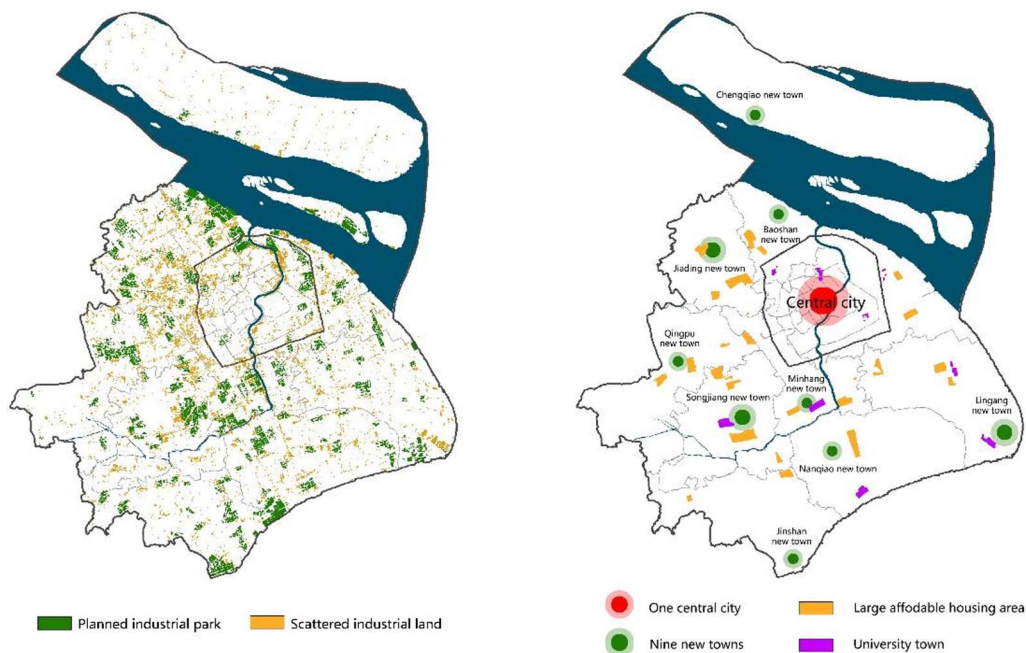 Chengqiao new town
Baoshan
new town
Jiading new town
Central city
Qingpu
new town
Minhang
new town
Songjiang new town
Lingang
new town
Nanqiao new town
Jinshan
new town
Planned industrial park
Scattered industrial land
One central city
Large affodable housing area
Nine new towns
University town